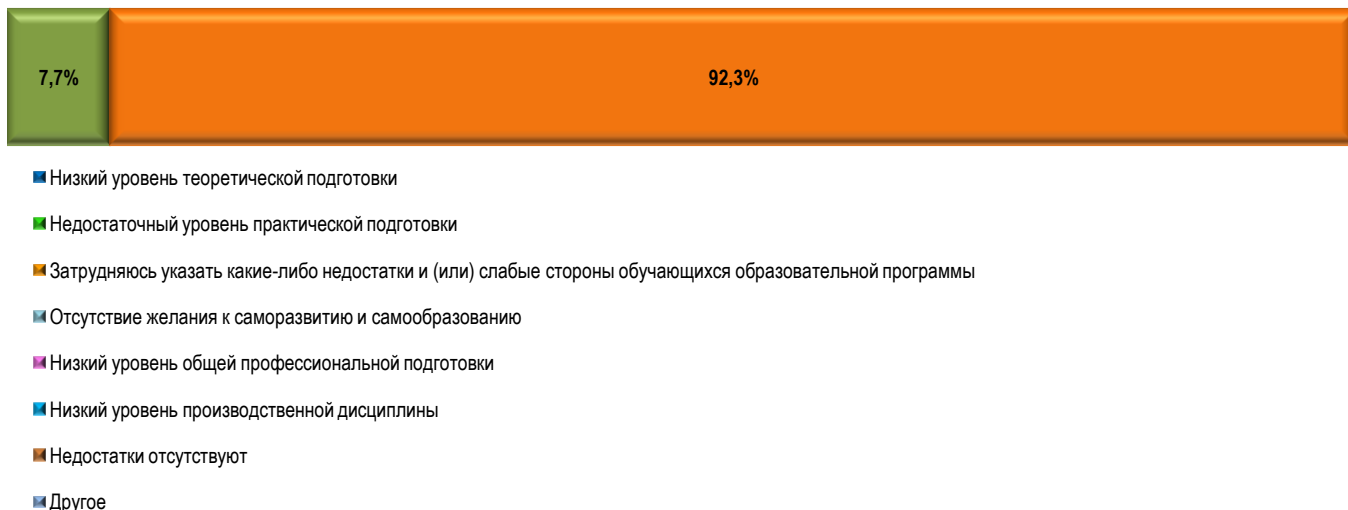 7,7%
92,3%
Низкий уровень теоретической подготовки
Недостаточный уровень практической подготовки
Затрудняюсь указать какие-либо недостатки и (или) слабые стороны обучающихся образовательной программы
Отсутствие желания к саморазвитию и самообразованию
Низкий уровень общей профессиональной подготовки
Низкий уровень производственной дисциплины
Недостатки отсутствуют
Другое